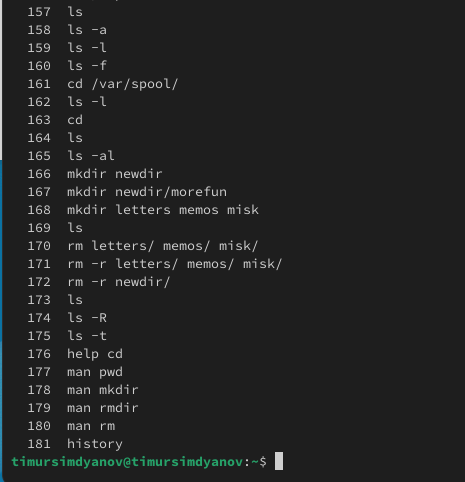 157 ls
158 ls -a
159 ls -l
160 ls -f
161 cd /var/spool/
162 ls -l
163 cd
164 ls
165 ls -al
166 mkdir newdir
167 mkdir newdir/morefun
168 mkdir letters memos misk
169 ls
170 rm letters/ memos/ misk/
171 rm -r letters/ memos/ misk/
172 rm -r newdir/
173 ls
174 ls -R
175 ls -t
176 help cd
177 man pwd
178 man mkdir
179 man rmdir
180 man rm
181 history
timursimdyanov@timursimdyanov:~$